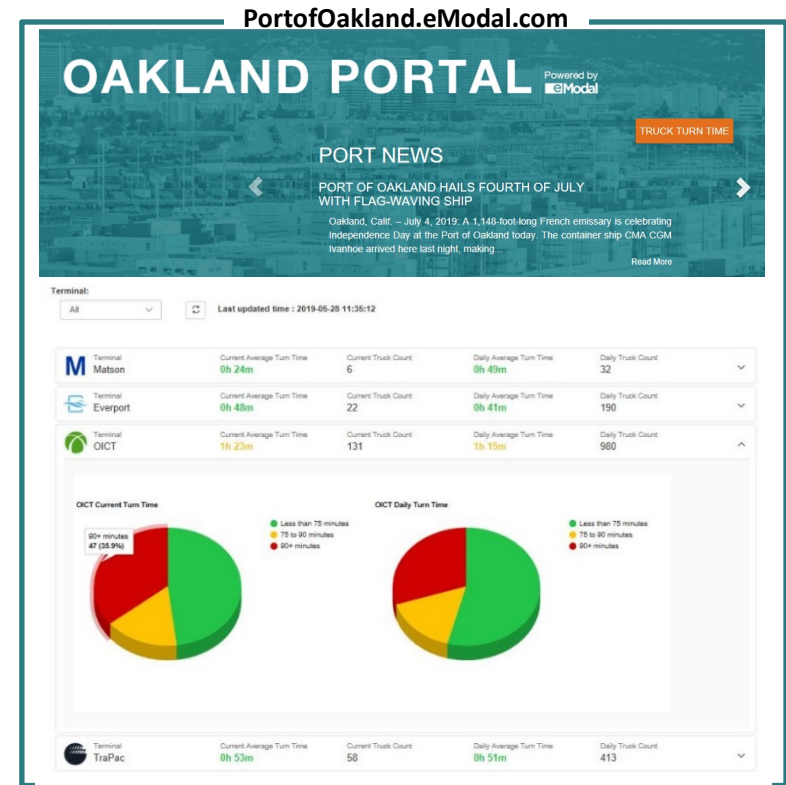 PortofOakland.eModal.com
OAKLAND PORTAL
Powered by
eModal
TRUCK TURN TIME
PORT NEWS
PORT OF OAKLAND HAILS FOURTH OF JULY
WITH FLAG-WAVING SHIP
Oakland, Calif. – July 4, 2019: A 1,148-foot-long French emissary is celebrating
Independence Day at the Port of Oakland today. The container ship CMA CGM
Ivanhoe arrived here last night, making...
Read More
Terminal:
All
Last updated time : 2019-05-28 11:35:12
Terminal Current Average Turn Time Current Truck Count Daily Average Turn Time Daily Truck Count
M Matson 0h 24m 6 0h 49m 32
Terminal Current Average Turn Time Current Truck Count Daily Average Turn Time Daily Truck Count
Everport 0h 48m 22 0h 41m 190
Terminal Current Average Turn Time Current Truck Count Daily Average Turn Time Daily Truck Count
OICT 1h 23m 131 1h 15m 980
OICT Current Turn Time
90+ minutes
47 (35.9%)
Less than 75 minutes
75 to 90 minutes
90+ minutes
OICT Daily Turn Time
Less than 75 minutes
75 to 90 minutes
90+ minutes
Terminal Current Average Turn Time Current Truck Count Daily Average Turn Time Daily Truck Count
TraPac 0h 53m 58 0h 51m 413